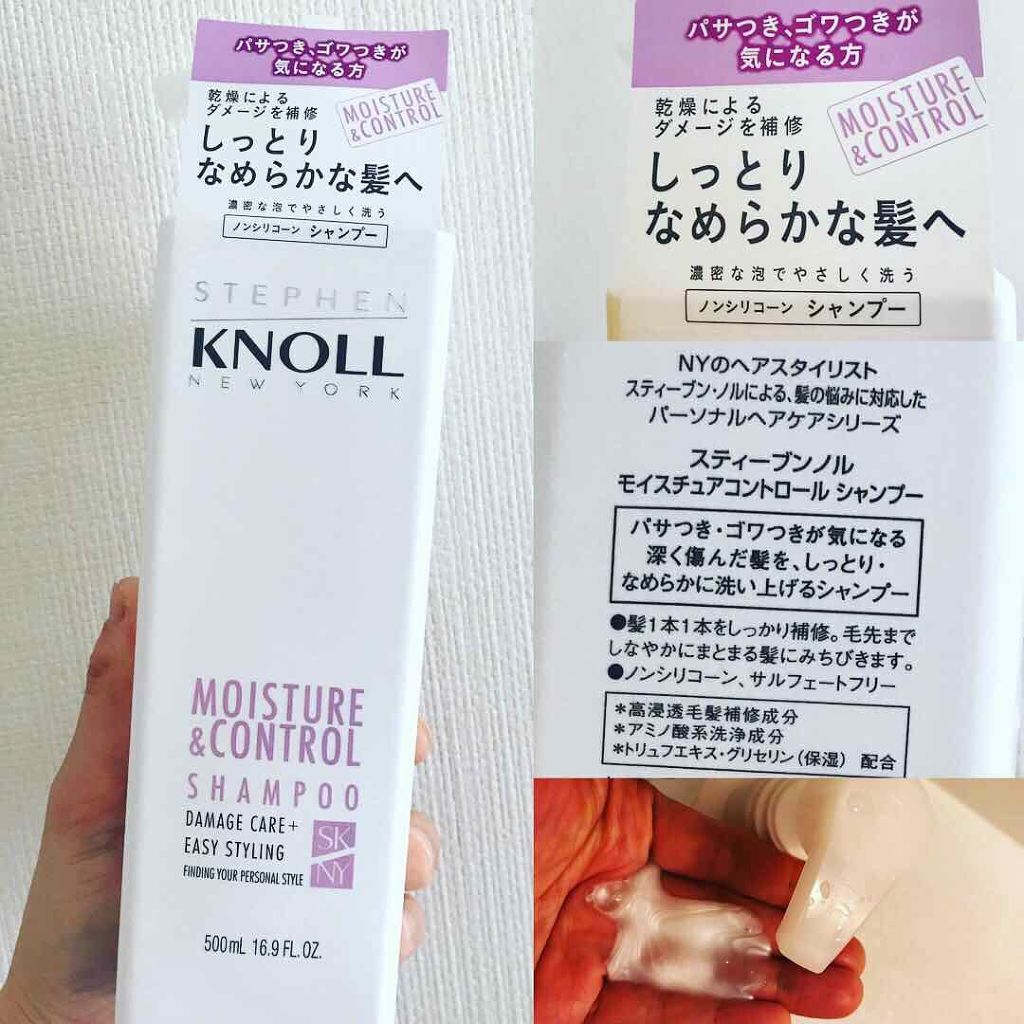 パサつき、ゴワつきが
気になる方
乾燥による
ダメージを補修
MOISTURE
&CONTROL
しっとり
なめらかな髪へ
濃密な泡でやさしく洗う
ノンシリコーン シャンプー
STEPHEN
KNOLL
NEW YORK
MOISTURE
&CONTROL
SHAMPOO
DAMAGE CARE+
EASY STYLING
FINDING YOUR PERSONAL STYLE
SK
NY
500mL 16.9 FL.OZ.
パサつき、ゴワつきが
気になる方
乾燥による
ダメージを補修
MOISTURE
&CONTROL
しっとり
なめらかな髪へ
濃密な泡でやさしく洗う
ノンシリコーン シャンプー
NYのヘアスタイリスト
スティーブン・ノルによる、髪の悩みに対応した
パーソナルヘアケアシリーズ
スティーブンノル
モイスチュアコントロール シャンプー
パサつき・ゴワつきが気になる
深く傷んだ髪を、しっとり・
なめらかに洗い上げるシャンプー
●髪1本1本をしっかり補修。毛先まで
しなやかにまとまる髪にみちびきます。
●ノンシリコーン、サルフェートフリー
*高浸透毛髪補修成分
*アミノ酸系洗浄成分
*トリュフエキス・グリセリン(保湿) 配合